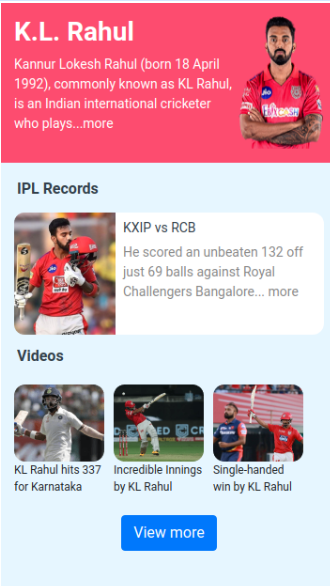 K.L. Rahul
Kannur Lokesh Rahul (born 18 April
1992), commonly known as KL Rahul,
is an Indian international cricketer
who plays...more
IPL Records
KXIP vs RCB
He scored an unbeaten 132 off
just 69 balls against Royal
Challengers Bangalore... more
Videos
KL Rahul hits 337
for Karnataka
Incredible Innings
by KL Rahul
Single-handed
win by KL Rahul
View more